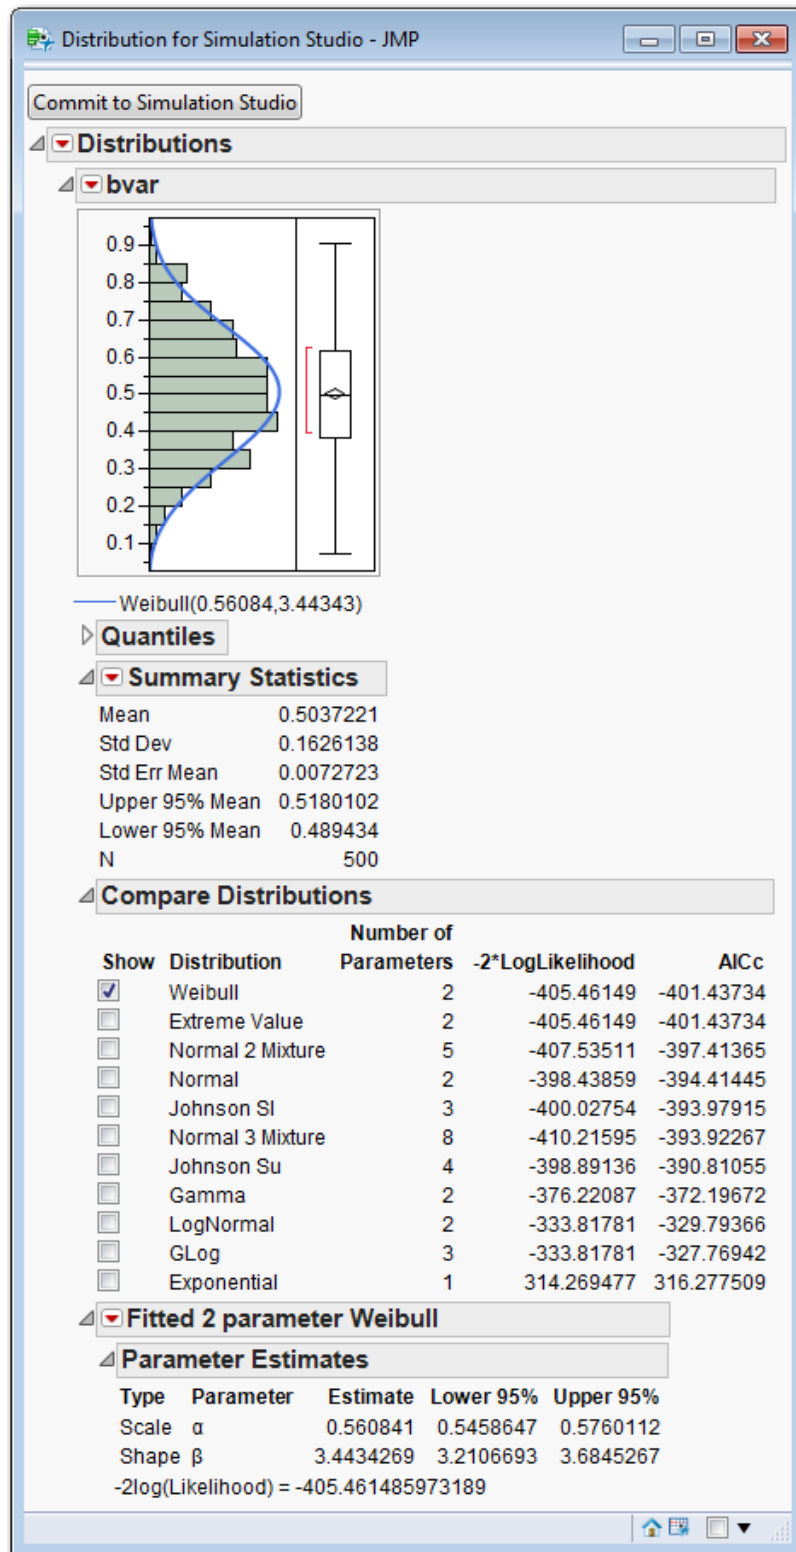 Distribution for Simulation Studio - JMP
Commit to Simulation Studio
Distributions
bvar
0.9
0.8
0.7
0.6
0.5
0.4
0.3
0.2
0.1
Weibull(0.56084,3.44343)
Quantiles
Summary Statistics
Mean 0.5037221
Std Dev 0.1626138
Std Err Mean 0.0072723
Upper 95% Mean 0.5180102
Lower 95% Mean 0.489434
N 500
Compare Distributions
Number of
Show Distribution Parameters -2*LogLikelihood AICc
Weibull 2 -405.46149 -401.43734
Extreme Value 2 -405.46149 -401.43734
Normal 2 Mixture 5 -407.53511 -397.41365
Normal 2 -398.43859 -394.41445
Johnson Sl 3 -400.02754 -393.97915
Normal 3 Mixture 8 -410.21595 -393.92267
Johnson Su 4 -398.89136 -390.81055
Gamma 2 -376.22087 -372.19672
LogNormal 2 -333.81781 -329.79366
GLog 3 -333.81781 -327.76942
Exponential 1 314.269477 316.277509
Fitted 2 parameter Weibull
Parameter Estimates
Type Parameter Estimate Lower 95% Upper 95%
Scale α 0.560841 0.5458647 0.5760112
Shape β 3.4434269 3.2106693 3.6845267
-2log(Likelihood) = -405.461485973189